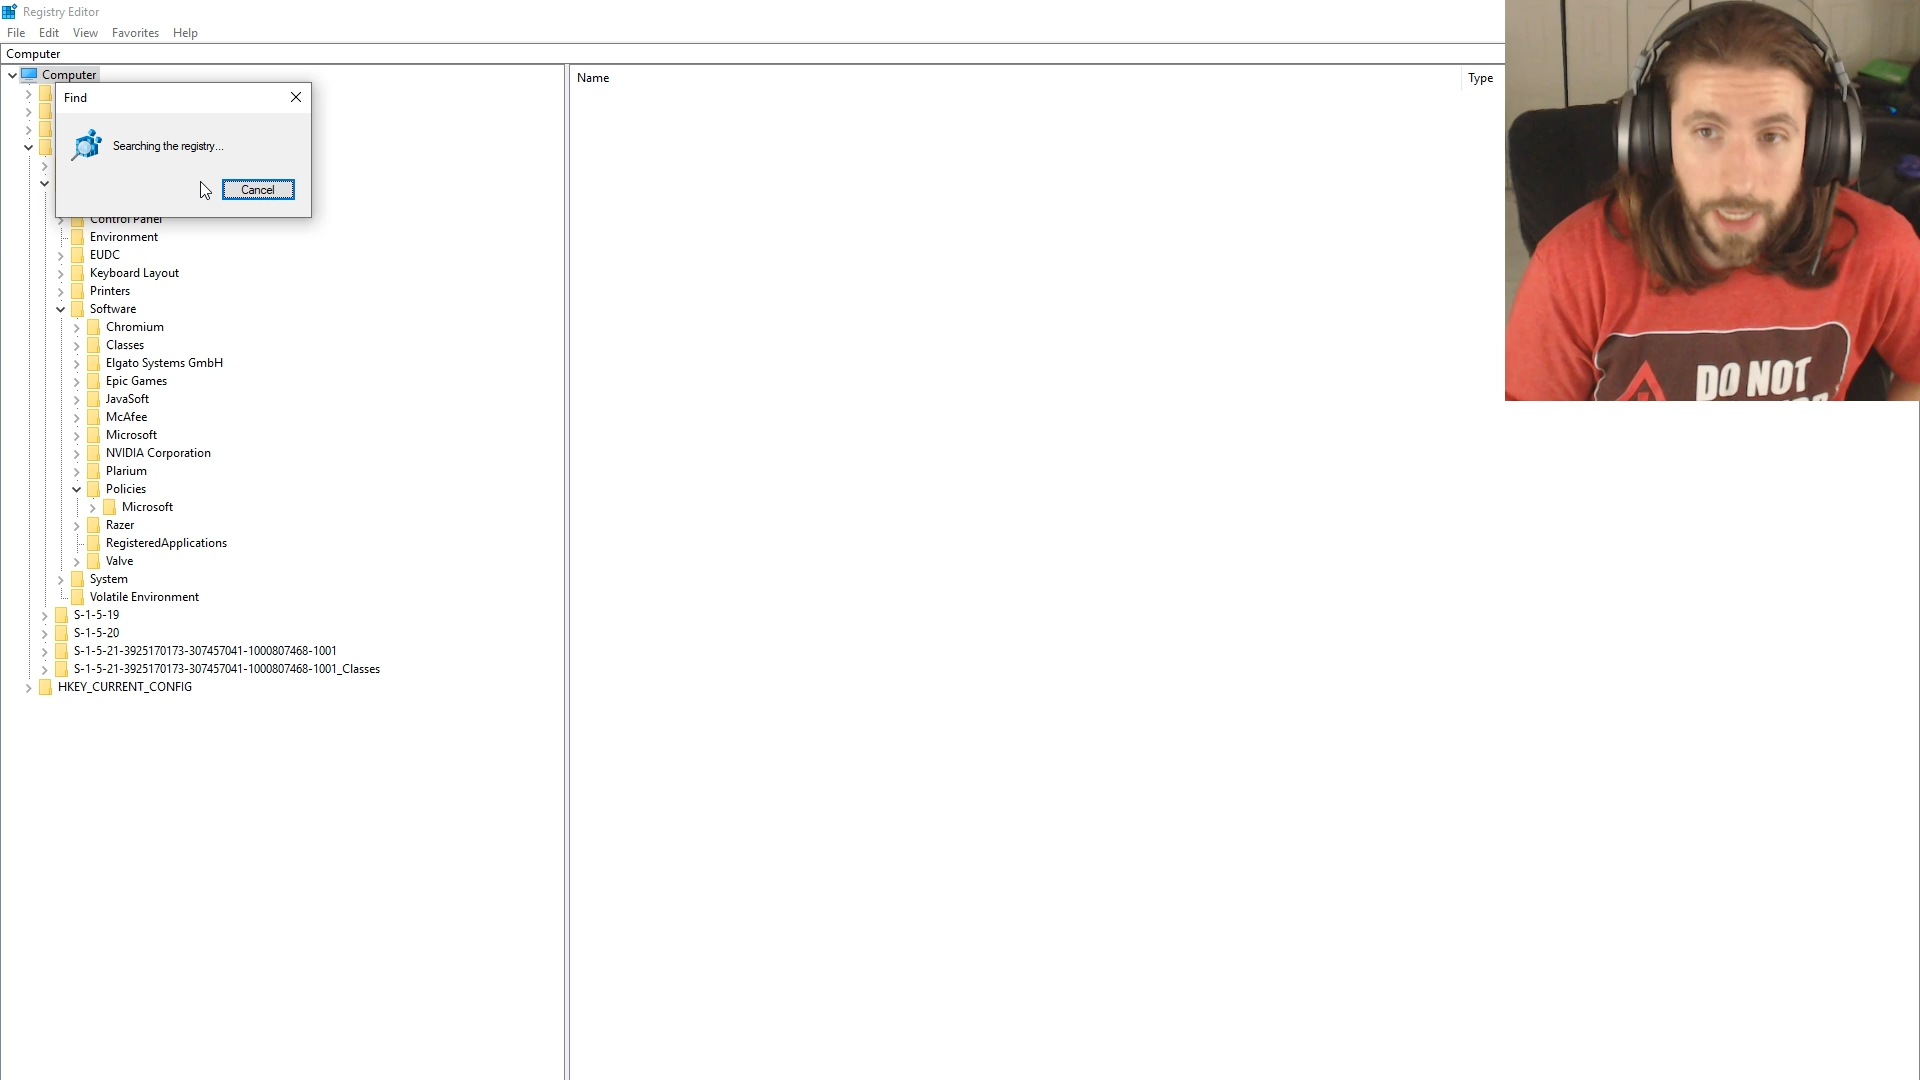 Registry Editor
File Edit View Favorites Help
Computer
Name Type
Computer
Find
Searching the registry...
Cancel
Control Panel
Environment
EUDC
Keyboard Layout
Printers
Software
Chromium
Classes
Elgato Systems GmbH
Epic Games
JavaSoft
McAfee
Microsoft
NVIDIA Corporation
Plarium
Policies
Microsoft
Razer
RegisteredApplications
Valve
System
Volatile Environment
S-1-5-19
S-1-5-20
S-1-5-21-3925170173-307457041-1000807468-1001
S-1-5-21-3925170173-307457041-1000807468-1001_Classes
HKEY_CURRENT_CONFIG
DO NOT